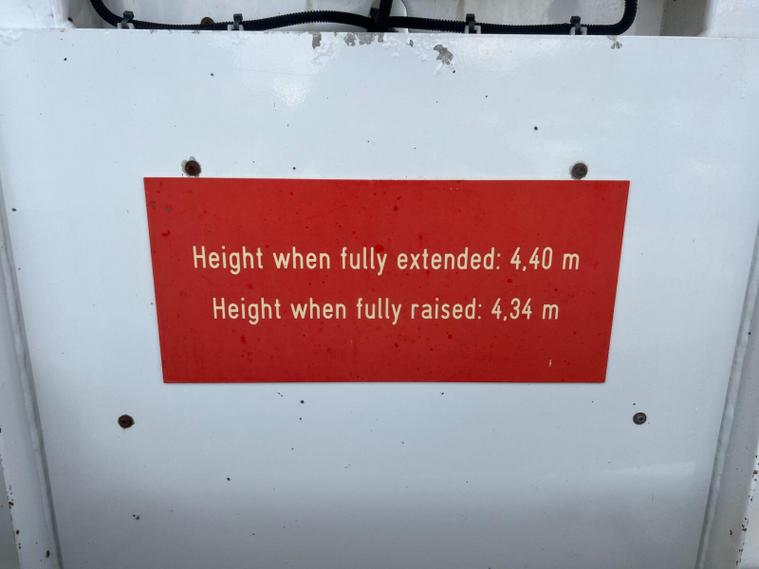 Height when fully extended: 4,40 m
Height when fully raised: 4,34 m